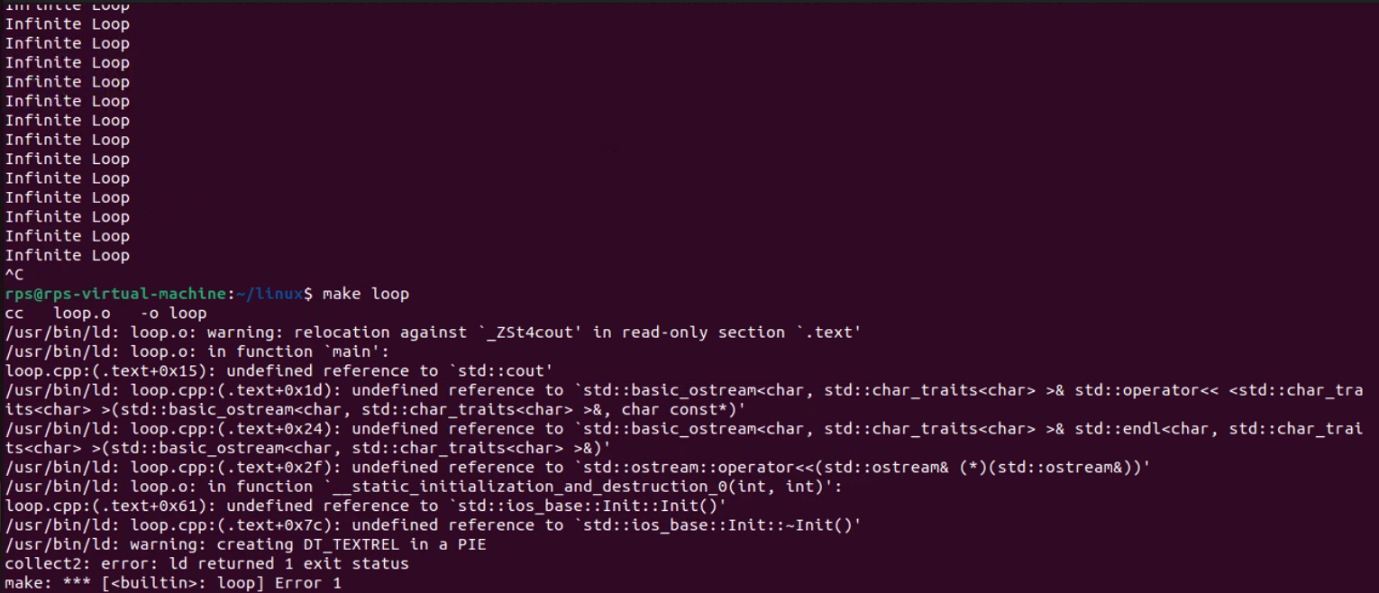 Infinite Loop
Infinite Loop
Infinite Loop
Infinite Loop
Infinite Loop
Infinite Loop
Infinite Loop
Infinite Loop
Infinite Loop
Infinite Loop
Infinite Loop
Infinite Loop
Infinite Loop
Infinite Loop
^C
rps@rps-virtual-machine:~/linux$ make loop
cc   loop.o   -o loop
/usr/bin/ld: loop.o: warning: relocation against `_ZSt4cout' in read-only section `.text'
/usr/bin/ld: loop.o: in function `main':
loop.cpp:(.text+0x15): undefined reference to `std::cout'
/usr/bin/ld: loop.cpp:(.text+0x1d): undefined reference to `std::basic_ostream<char, std::char_traits<char> >& std::operator<< <std::char_tra
its<char> >(std::basic_ostream<char, std::char_traits<char> >&, char const*)'
/usr/bin/ld: loop.cpp:(.text+0x24): undefined reference to `std::basic_ostream<char, std::char_traits<char> >& std::endl<char, std::char_trai
ts<char> >(std::basic_ostream<char, std::char_traits<char> >&)'
/usr/bin/ld: loop.cpp:(.text+0x2f): undefined reference to `std::ostream::operator<<(std::ostream& (*)(std::ostream&))'
/usr/bin/ld: loop.o: in function `__static_initialization_and_destruction_0(int, int)':
loop.cpp:(.text+0x61): undefined reference to `std::ios_base::Init::Init()'
/usr/bin/ld: loop.cpp:(.text+0x7c): undefined reference to `std::ios_base::Init::~Init()'
/usr/bin/ld: warning: creating DT_TEXTREL in a PIE
collect2: error: ld returned 1 exit status
make: *** [<builtin>: loop] Error 1